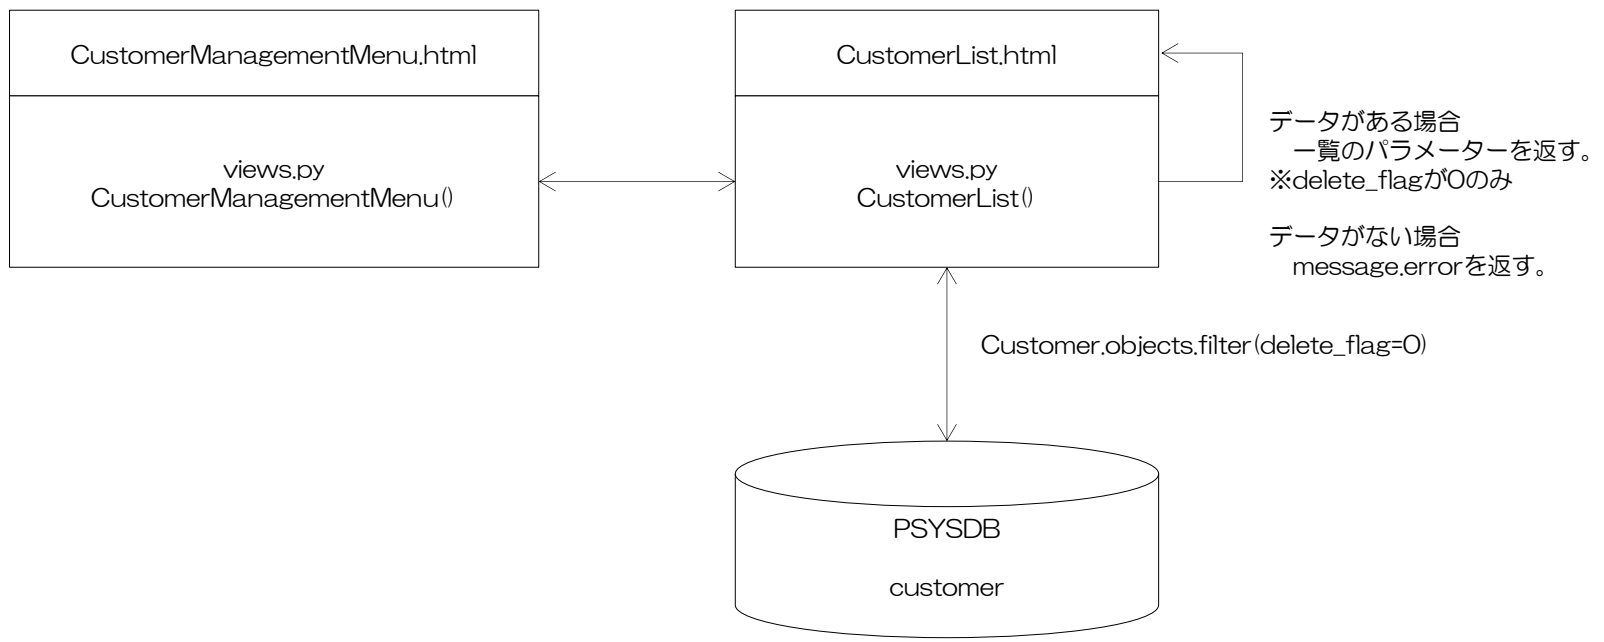 CustomerManagementMenu.html
views.py
CustomerManagementMenu()
CustomerList.html
views.py
CustomerList()
データがある場合
一覧のパラメーターを返す。
※delete_flagが0のみ
データがない場合
message.errorを返す。
Customer.objects.filter(delete_flag=0)
PSYSDB
customer